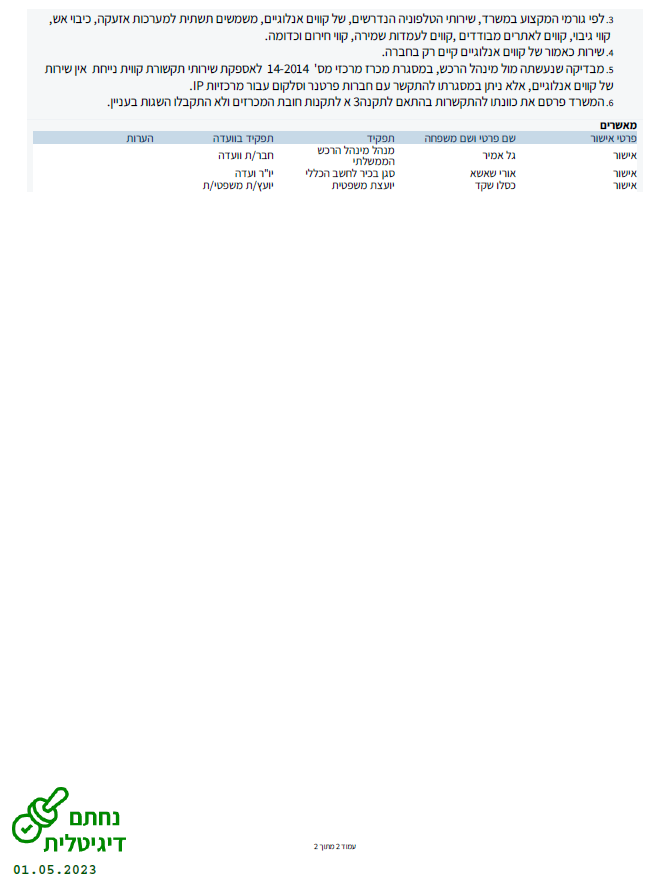 3. לפי גורמי המקצוע במשרד, שירותי הטלפוניה הנדרשים, של קווים אנלוגיים, משמשים תשתית למערכות אזעקה, כיבוי אש,
קווי גיבוי, קווים לאתרים מבודדים ,קווים לעמדות שמירה, קווי חירום וכדומה.
4. שירות כאמור של קווים אנלוגיים קיים רק בחברה.
5. מבדיקה שנעשתה מול מינהל הרכש, במסגרת מכרז מרכזי מס' 14-2014 לאספקת שירותי תקשורת קווית נייחת אין שירות
של קווים אנלוגיים, אלא ניתן במסגרתו להתקשר עם חברות פרטנר וסלקום עבור מרכזיות IP.
6. המשרד פרסם את כוונתו להתקשרות בהתאם לתקנה3 א לתקנות חובת המכרזים ולא התקבלו השגות בעניין.
מאשרים
פרטי אישור שם פרטי ושם משפחה תפקיד תפקיד בוועדה הערות
אישור גל אמיר מנהל מינהל הרכש הממשלתי חבר/ת וועדה
אישור אורי שאשא סגן בכיר לחשב הכללי יו"ר ועדה
אישור כסלו שקד יועצת משפטית יועץ/ת משפטי/ת
נחתם
דיגיטלית
01.05.2023
עמוד 2 מתוך 2